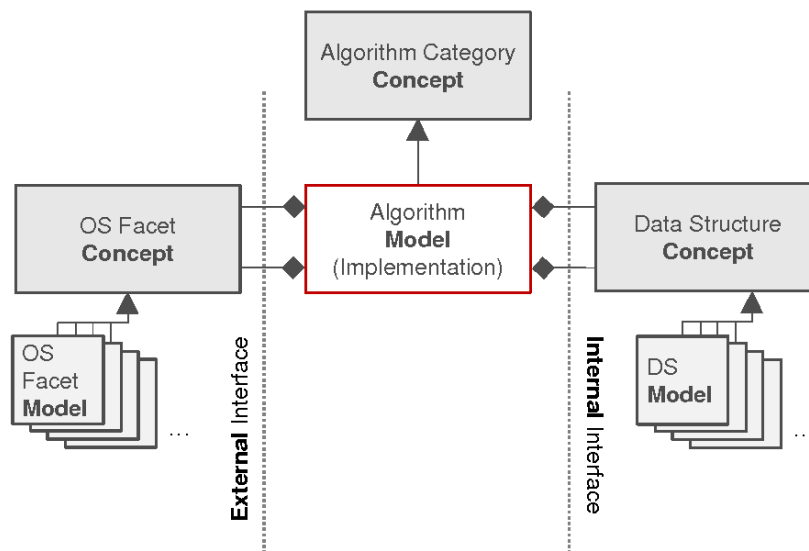 Algorithm Category
Concept
OS Facet
Concept
Algorithm
Model
(Implementation)
Data Structure
Concept
OS
Facet
Model
...
External Interface
Internal Interface
DS
Model
...